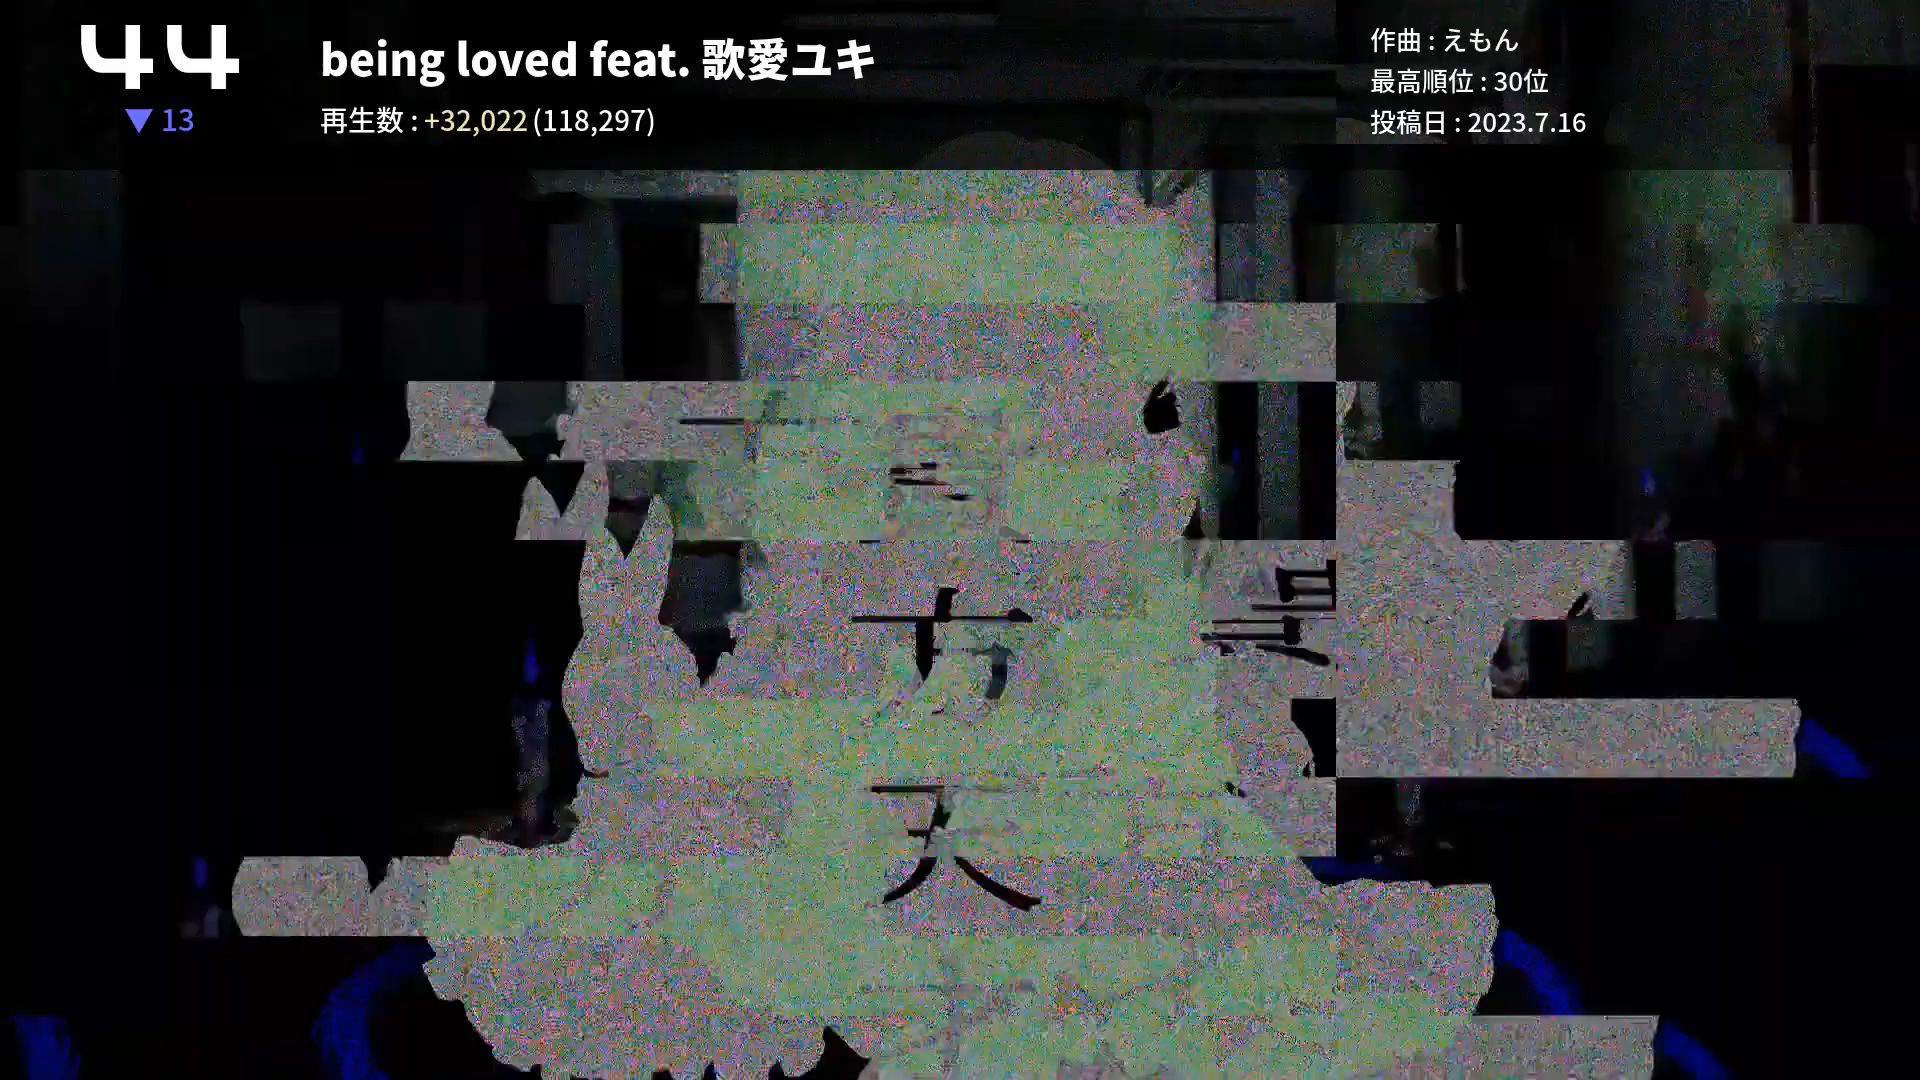 44
▼ 13
being loved feat. 歌愛ユキ
再生数 : +32,022 (118,297)
作曲 : えもん
最高順位 : 30位
投稿日 : 2023.7.16